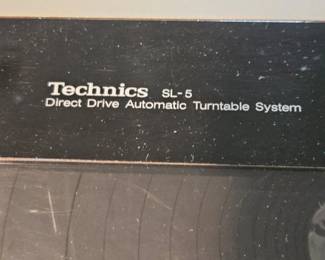 Technics SL-5
Direct Drive Automatic Turntable System